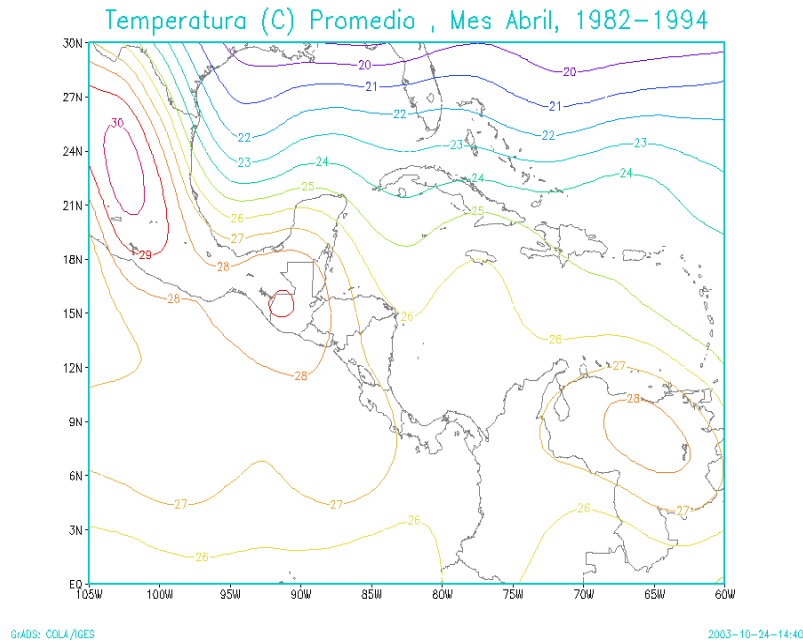 Temperatura (C) Promedio , Mes Abril, 1982-1994
30N
27N
24N
21N
18N
15N
12N
9N
6N
3N
EQ
105W
100W
95W
90W
85W
80W
75W
70W
65W
60W
20
20
21
21
22
22
22
23
23
23
24
24
24
25
25
26
26
26
26
26
27
27
27
27
27
28
28
28
28
29
30
GrADS: COLA/IGES
2003-10-24-14:40